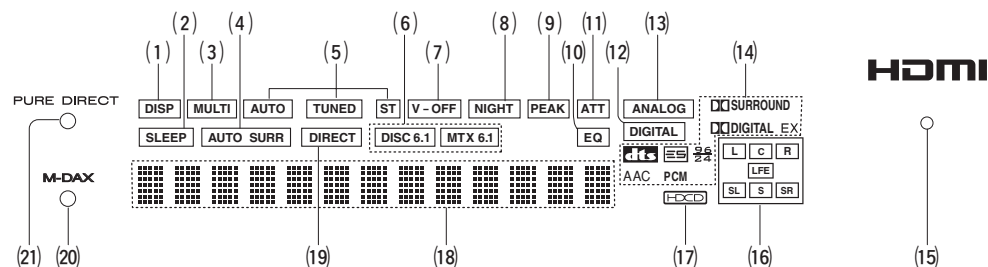 (2) (4) (6) (8) (9) (11) (13)
(1) (3) (5) (7) (10) (12) (14)
HDMI
PURE DIRECT
DISP MULTI AUTO TUNED ST V – OFF NIGHT PEAK ATT ANALOG DD SURROUND
SLEEP AUTO SURR DIRECT DISC 6.1 MTX 6.1 EQ DIGITAL DD DIGITAL EX
dts ES 96/24 L C R
AAC PCM LFE
M-DAX
SL S SR
HDCD
(21) (20) (19) (18) (17) (16) (15)